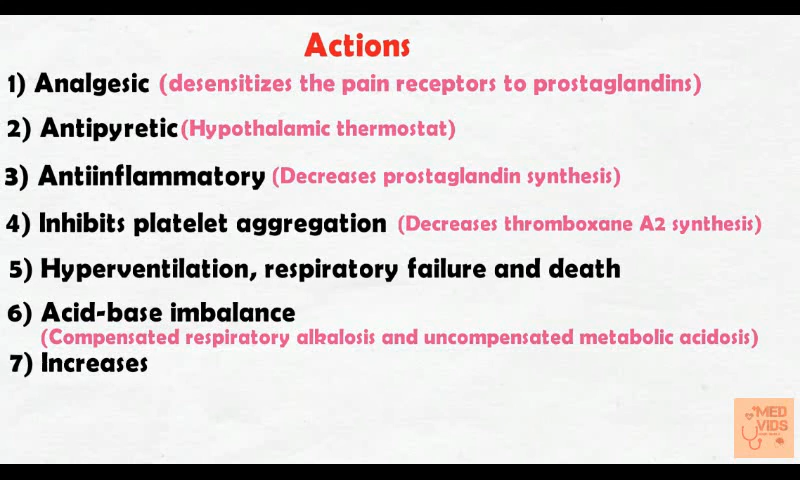 Actions
1) Analgesic (desensitizes the pain receptors to prostaglandins)
2) Antipyretic (Hypothalamic thermostat)
3) Antiinflammatory (Decreases prostaglandin synthesis)
4) Inhibits platelet aggregation (Decreases thromboxane A2 synthesis)
5) Hyperventilation, respiratory failure and death
6) Acid-base imbalance
(Compensated respiratory alkalosis and uncompensated metabolic acidosis)
7) Increases
MED
VIDS